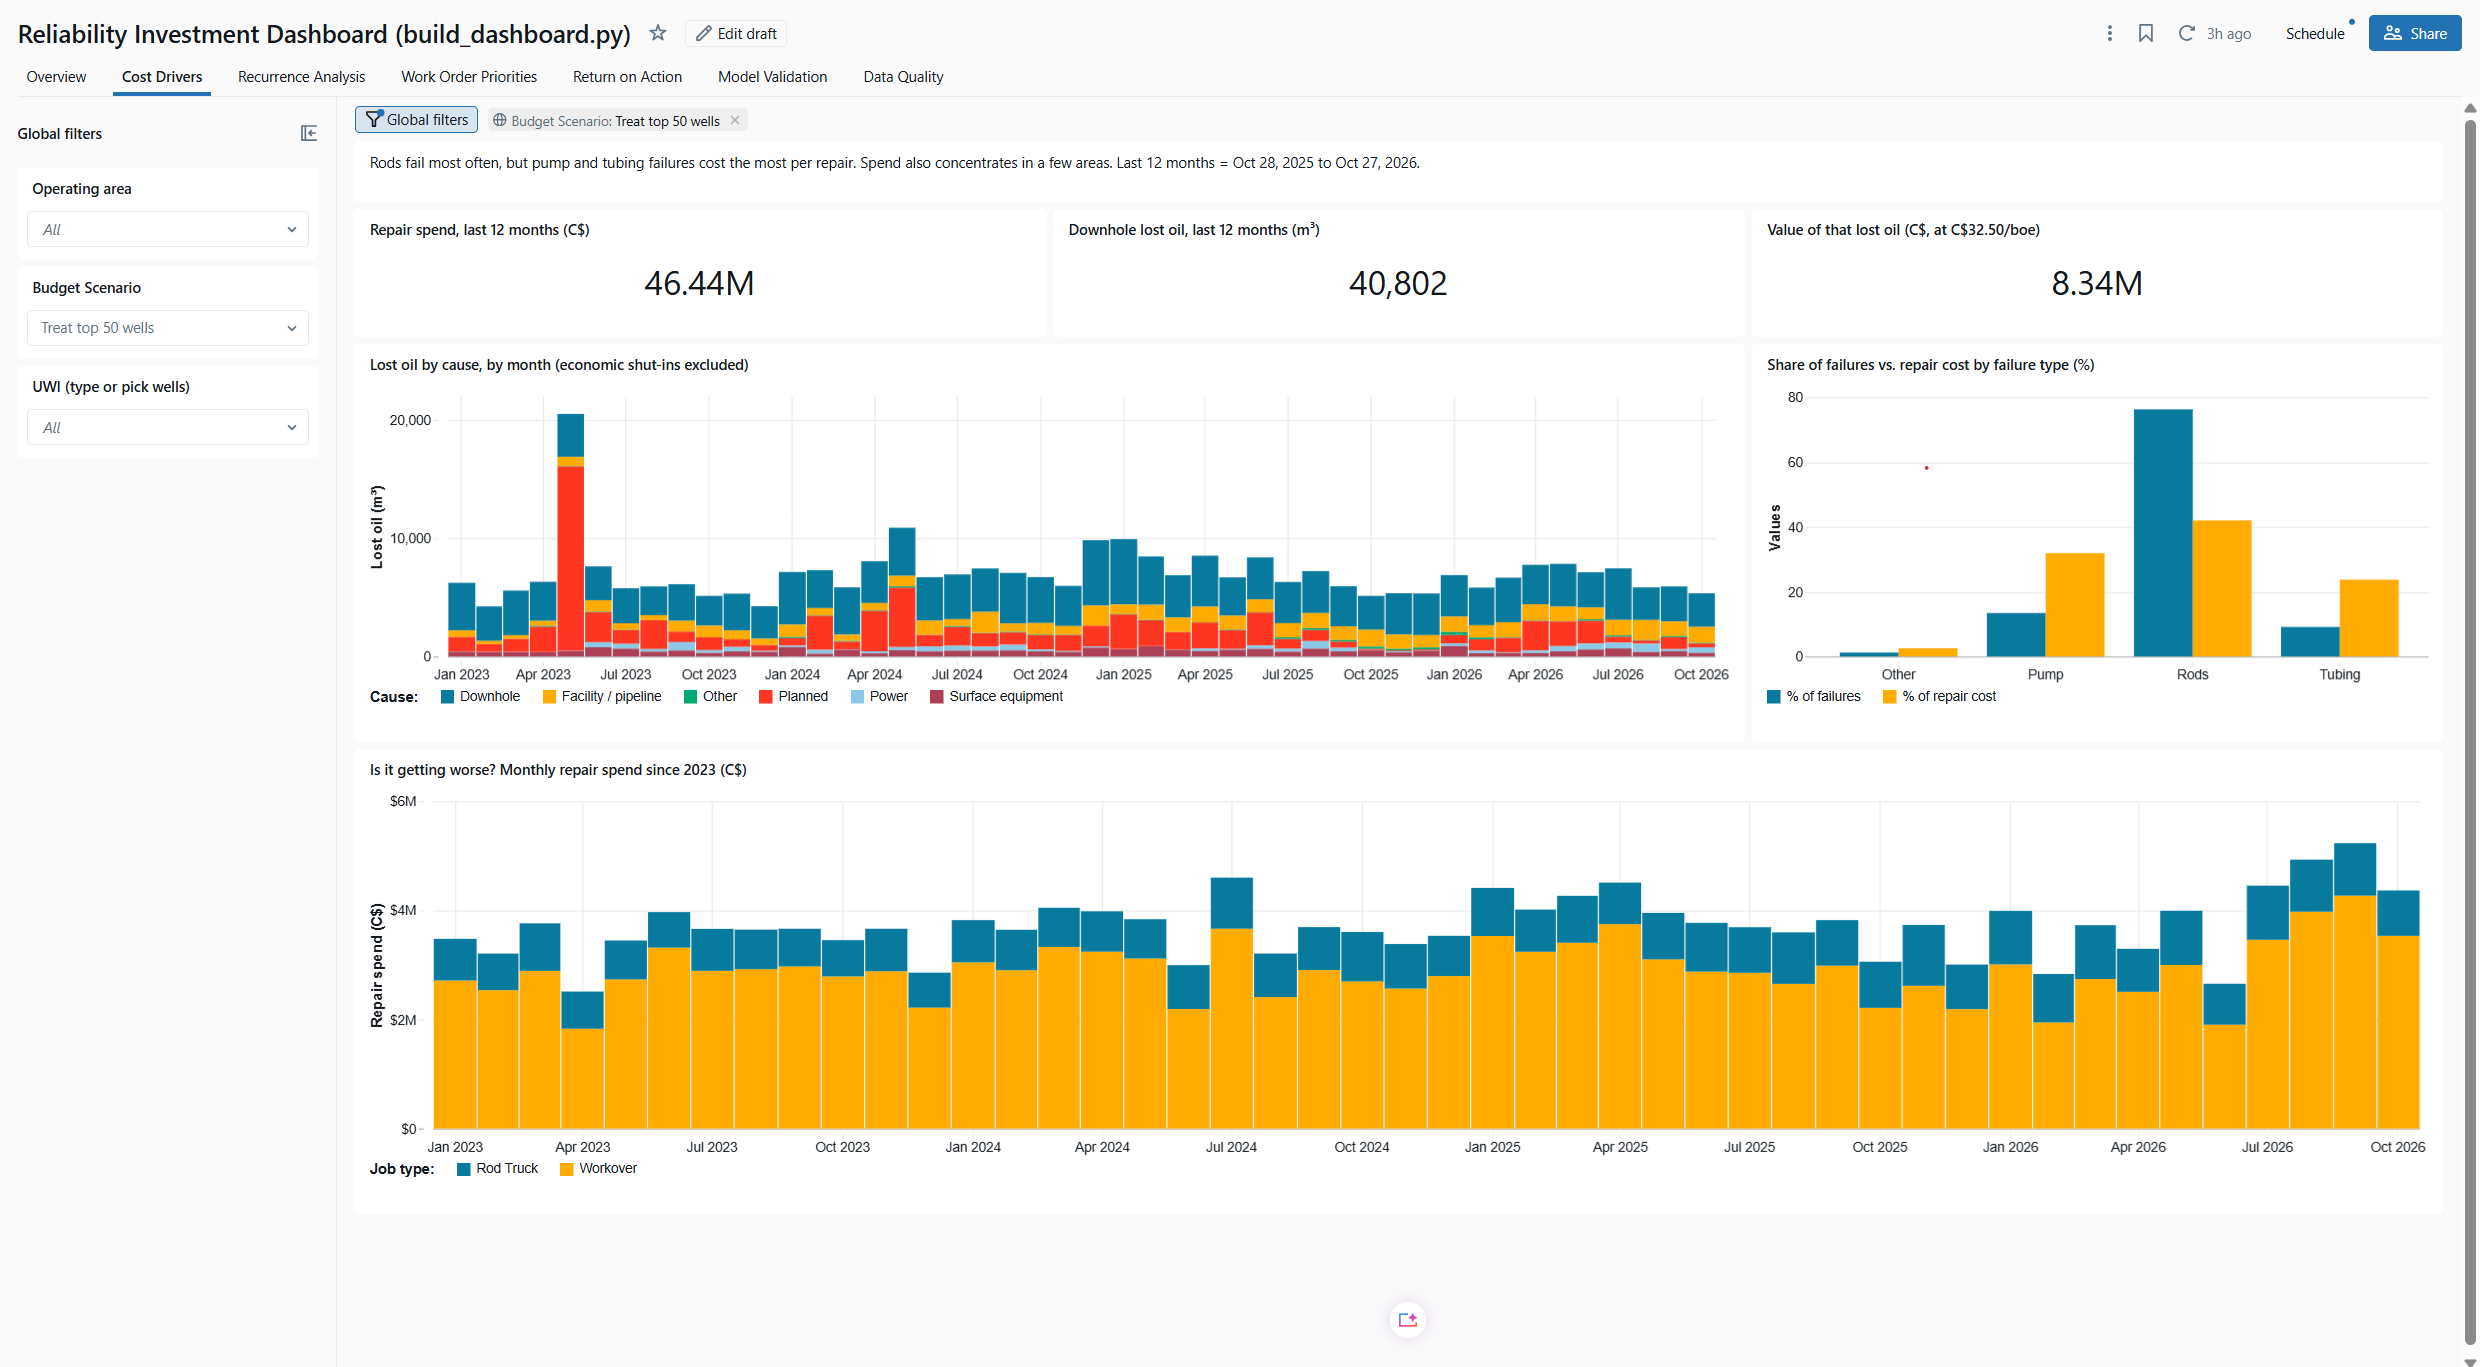 Reliability Investment Dashboard (build_dashboard.py)
Edit draft
3h ago
Schedule
Share
Overview
Cost Drivers
Recurrence Analysis
Work Order Priorities
Return on Action
Model Validation
Data Quality
Global filters
Operating area
All
Budget Scenario
Treat top 50 wells
UWI (type or pick wells)
All
Global filters
Budget Scenario: Treat top 50 wells
Rods fail most often, but pump and tubing failures cost the most per repair. Spend also concentrates in a few areas. Last 12 months = Oct 28, 2025 to Oct 27, 2026.
Repair spend, last 12 months (C$)
46.44M
Downhole lost oil, last 12 months (m³)
40,802
Value of that lost oil (C$, at C$32.50/boe)
8.34M
Lost oil by cause, by month (economic shut-ins excluded)
Lost oil (m³)
20,000
10,000
0
Jan 2023 Apr 2023 Jul 2023 Oct 2023 Jan 2024 Apr 2024 Jul 2024 Oct 2024 Jan 2025 Apr 2025 Jul 2025 Oct 2025 Jan 2026 Apr 2026 Jul 2026 Oct 2026
Cause: Downhole Facility / pipeline Other Planned Power Surface equipment
Share of failures vs. repair cost by failure type (%)
Values
80
60
40
20
0
Other Pump Rods Tubing
% of failures % of repair cost
Is it getting worse? Monthly repair spend since 2023 (C$)
Repair spend (C$)
$6M
$4M
$2M
$0
Jan 2023 Apr 2023 Jul 2023 Oct 2023 Jan 2024 Apr 2024 Jul 2024 Oct 2024 Jan 2025 Apr 2025 Jul 2025 Oct 2025 Jan 2026 Apr 2026 Jul 2026 Oct 2026
Job type: Rod Truck Workover